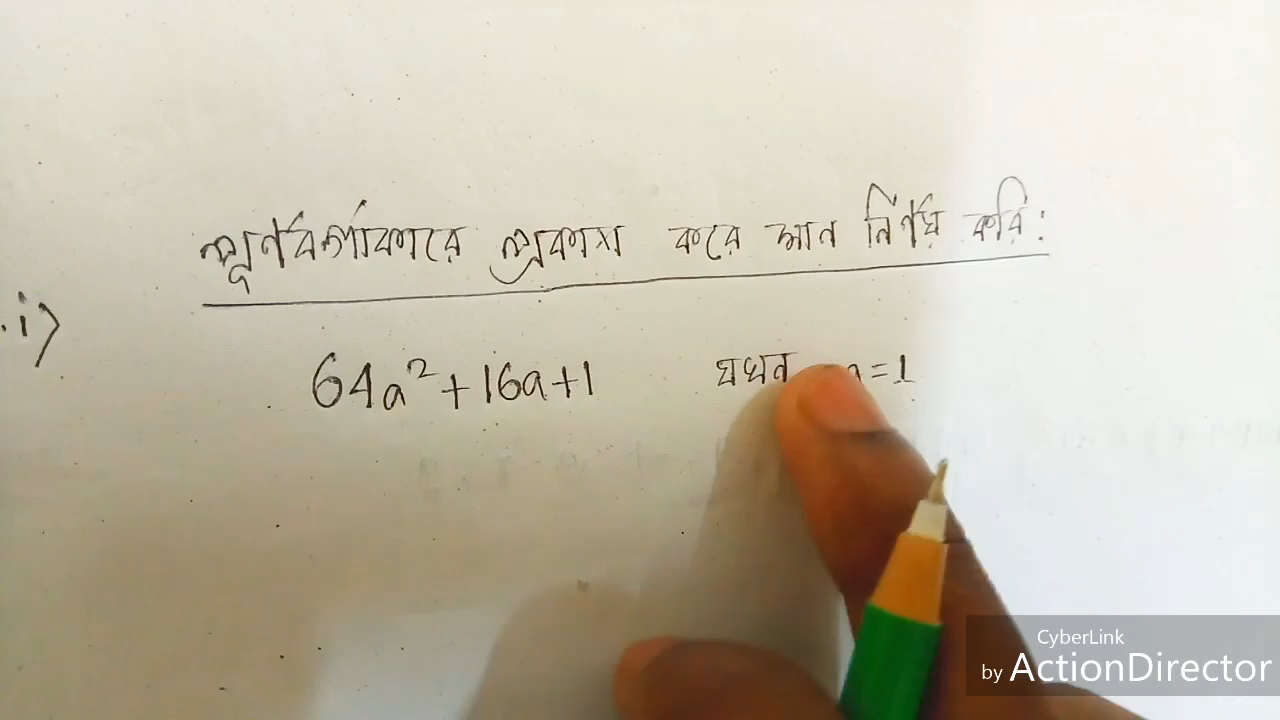 পূর্ণবর্গাকারে প্রকাশ করে মান নির্ণয় করি:
.i)
64a²+16a+1 যখন a=1
CyberLink
by ActionDirector